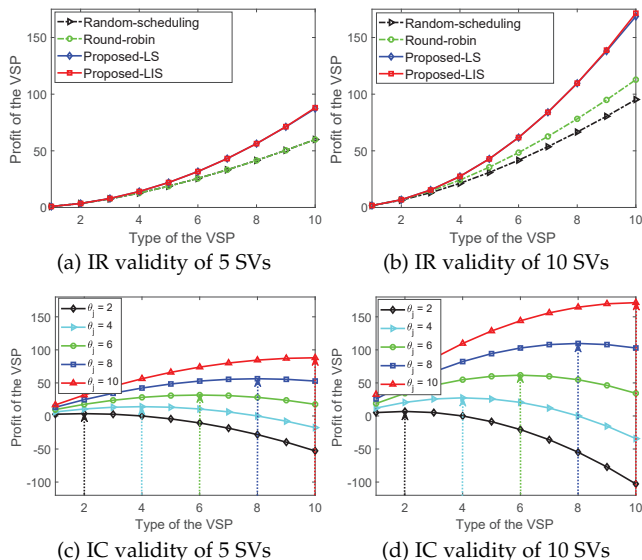 Random-scheduling
Round-robin
Proposed-LS
Proposed-LIS
Profit of the VSP
150
100
50
0
2 4 6 8 10
Type of the VSP
(a) IR validity of 5 SVs
Random-scheduling
Round-robin
Proposed-LS
Proposed-LIS
Profit of the VSP
150
100
50
0
2 4 6 8 10
Type of the VSP
(b) IR validity of 10 SVs
θj = 2
θj = 4
θj = 6
θj = 8
θj = 10
Profit of the VSP
150
100
50
0
-50
-100
2 4 6 8 10
Type of the VSP
(c) IC validity of 5 SVs
θj = 2
θj = 4
θj = 6
θj = 8
θj = 10
Profit of the VSP
150
100
50
0
-50
-100
2 4 6 8 10
Type of the VSP
(d) IC validity of 10 SVs